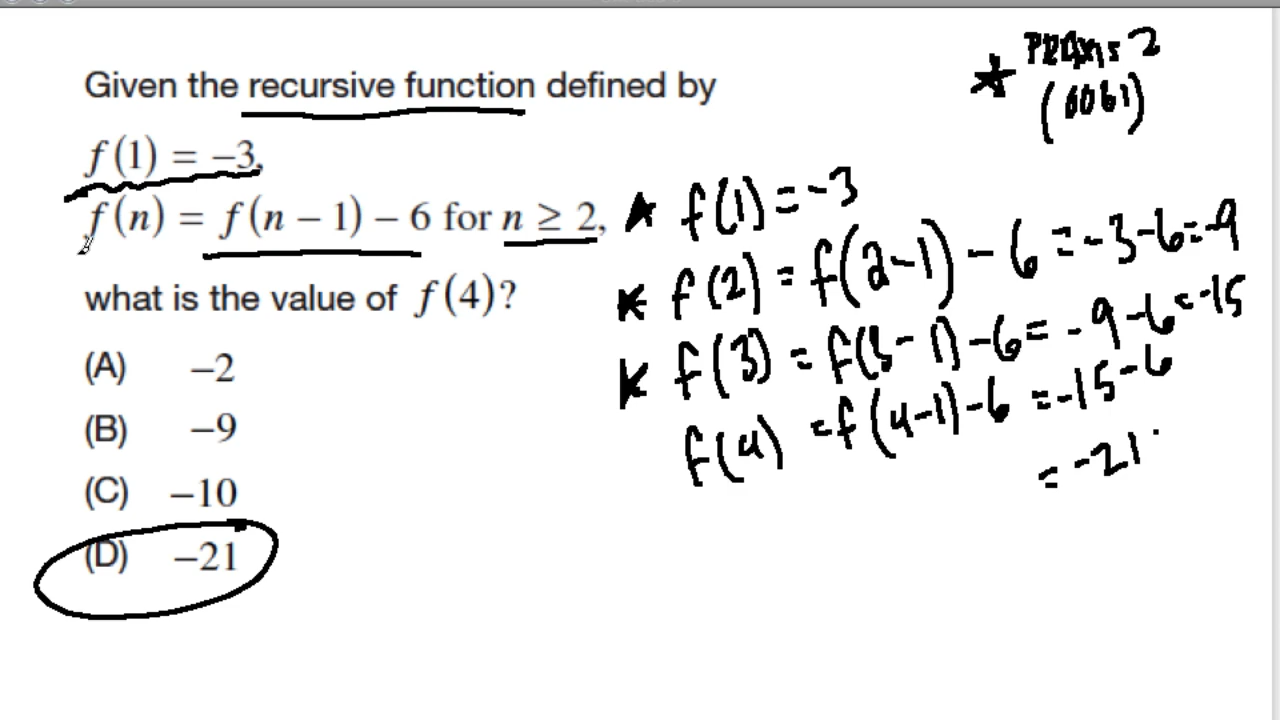 Given the recursive function defined by
f(1) = −3,
f(n) = f(n − 1) − 6 for n ≥ 2,
what is the value of f(4)?
(A) −2
(B) −9
(C) −10
(D) −21
= 2
f(1) = -3
f(2) = f(2-1) - 6 = -3-6=-9
f(3) = f(3-1)-6= -9-6=-15
f(4) =f(4-1)-6 =-15-6
= -21.